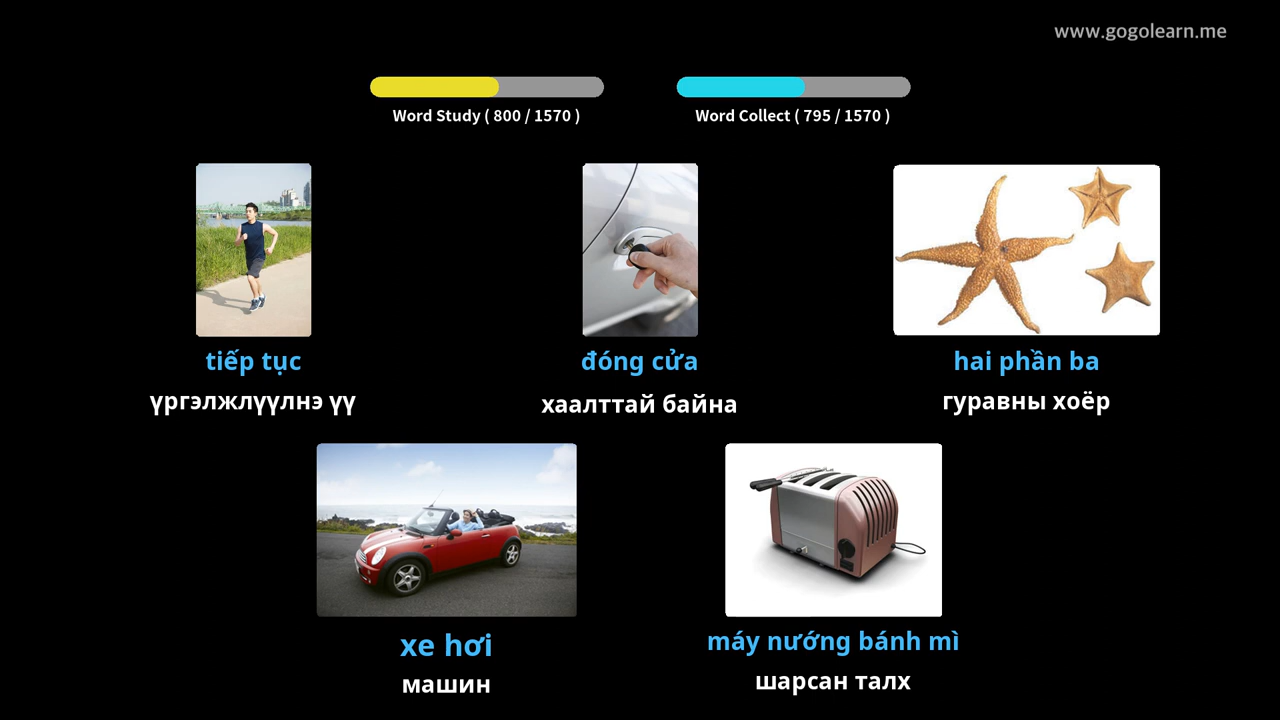 www.gogolearn.me
Word Study ( 800 / 1570 )
Word Collect ( 795 / 1570 )
tiếp tục
үргэлжлүүлнэ үү
đóng cửa
хаалттай байна
hai phần ba
гуравны хоёр
xe hơi
машин
máy nướng bánh mì
шарсан талх